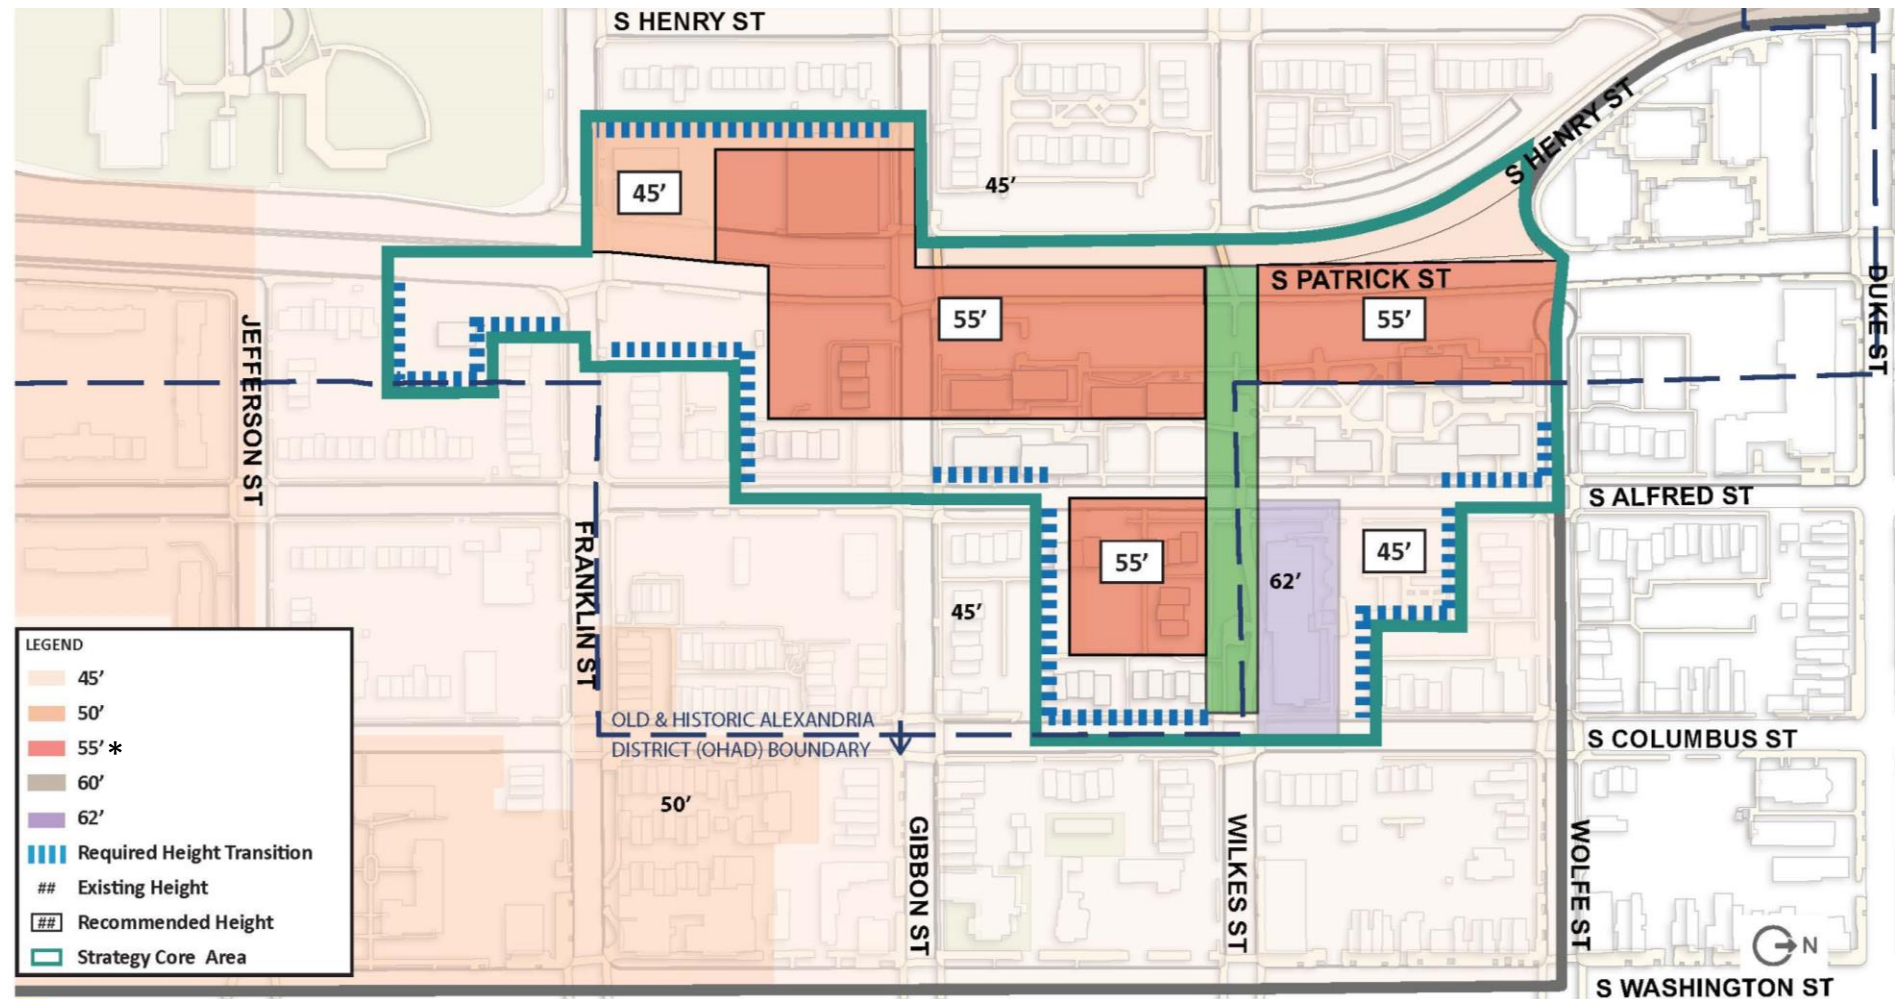 S HENRY ST
S HENRY ST
45’
45’
S PATRICK ST
55’
55’
DUKE ST
JEFFERSON ST
S ALFRED ST
FRANKLIN ST
55’
45’
62’
45’
LEGEND
45’
50’
55’ *
60’
62’
Required Height Transition
## Existing Height
## Recommended Height
Strategy Core Area
OLD & HISTORIC ALEXANDRIA
DISTRICT (OHAD) BOUNDARY
S COLUMBUS ST
50’
GIBBON ST
WILKES ST
WOLFE ST
N
S WASHINGTON ST